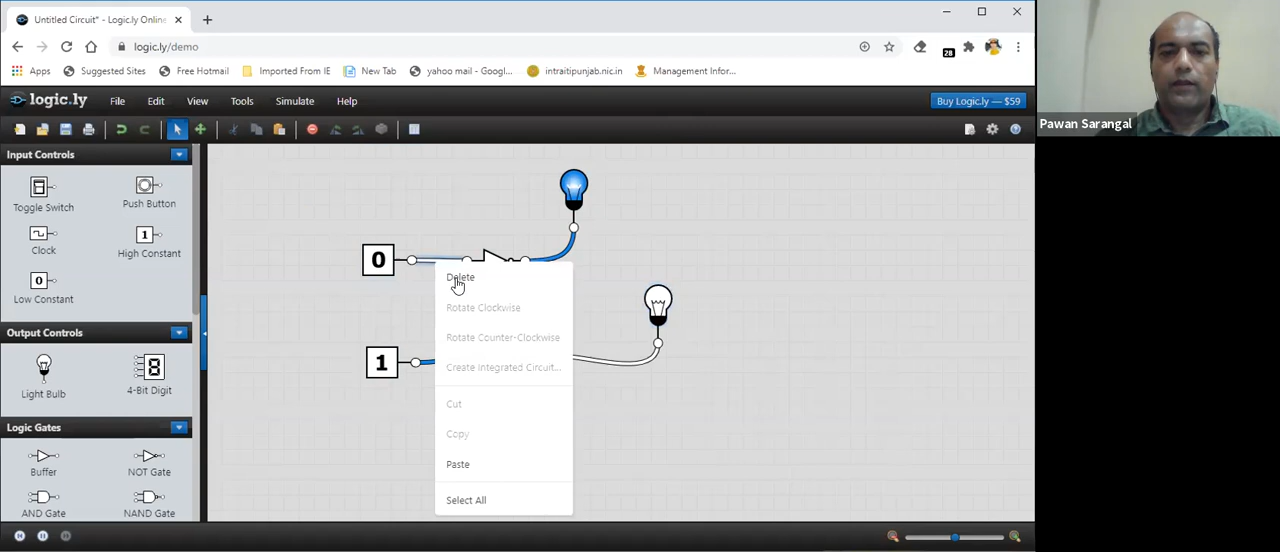 Untitled Circuit* - Logic.ly Online
logic.ly/demo
28
Apps
Suggested Sites
Free Hotmail
Imported From IE
New Tab
yahoo mail - Googl...
intraitipunjab.nic.in
Management Infor...
logic.ly
File
Edit
View
Tools
Simulate
Help
Buy Logic.ly — $59
Pawan Sarangal
Input Controls
Toggle Switch
Push Button
1
Clock
High Constant
0
Low Constant
Output Controls
Light Bulb
4-Bit Digit
Logic Gates
Buffer
NOT Gate
AND Gate
NAND Gate
0
1
Delete
Rotate Clockwise
Rotate Counter-Clockwise
Create Integrated Circuit...
Cut
Copy
Paste
Select All